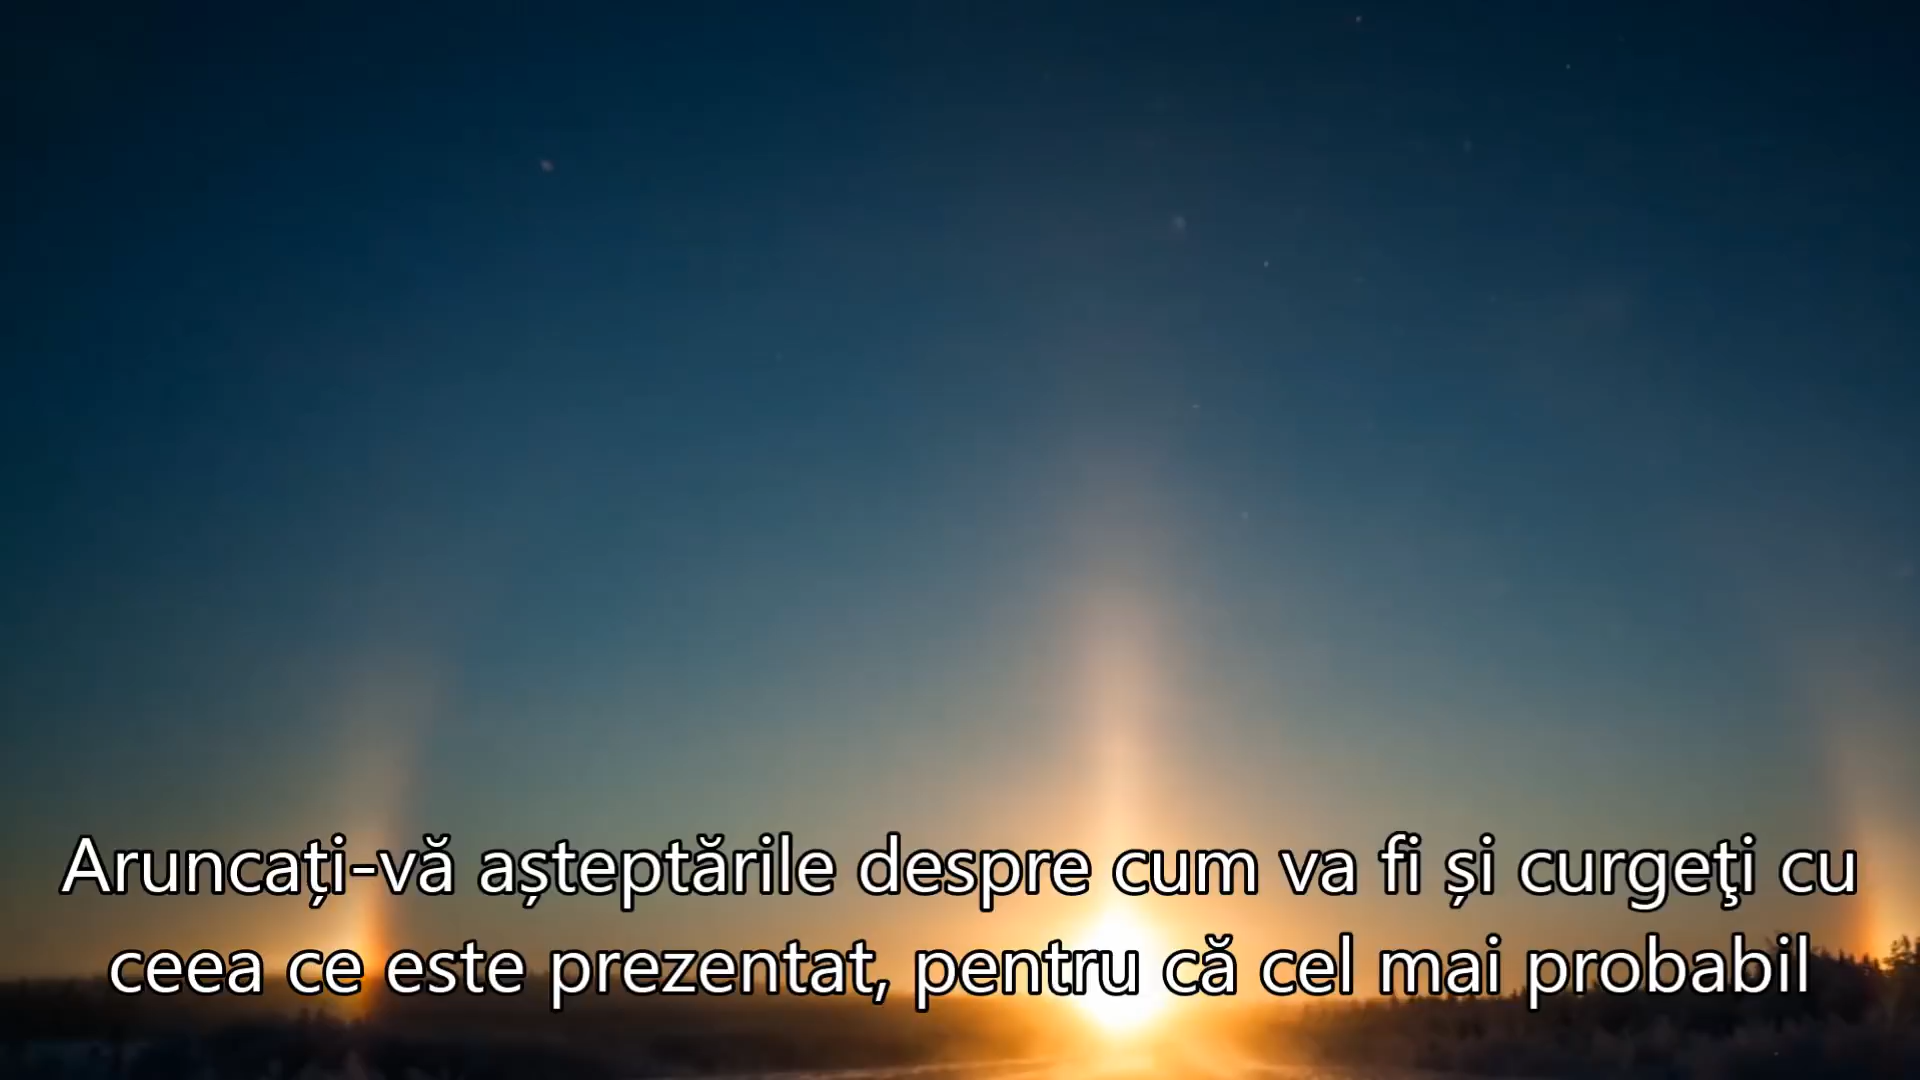 Aruncați-vă așteptările despre cum va fi și curgeţi cu
ceea ce este prezentat, pentru că cel mai probabil